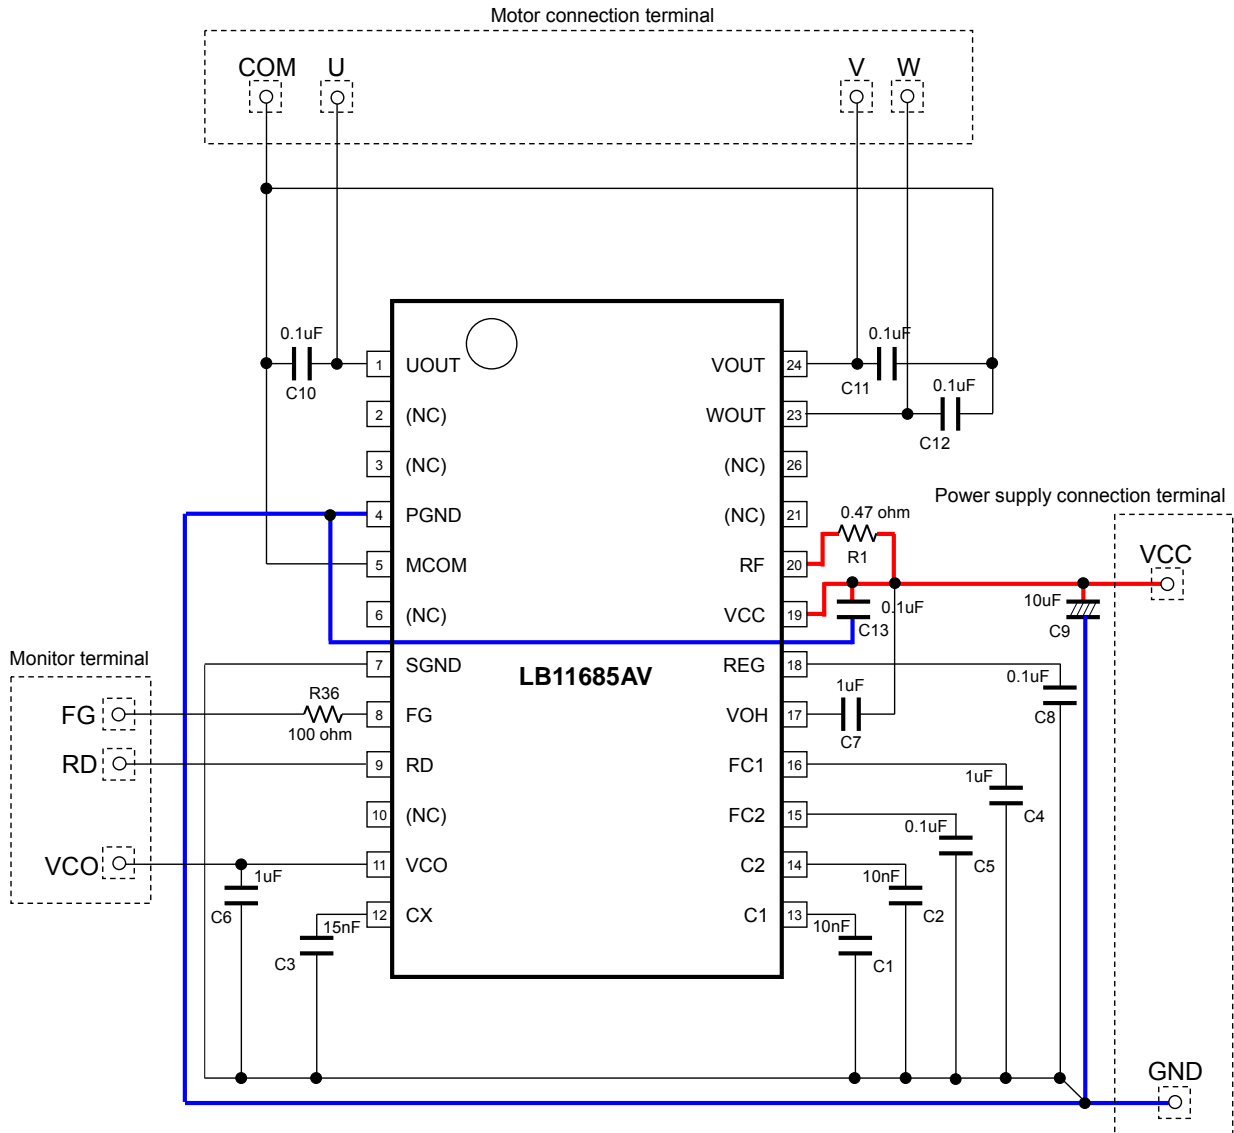 Motor connection terminal
COM U V W
0.1uF
C10
0.1uF
C11
0.1uF
C12
1 UOUT
2 (NC)
3 (NC)
4 PGND
5 MCOM
6 (NC)
7 SGND
8 FG
9 RD
10 (NC)
11 VCO
12 CX
LB11685AV
VOUT 24
WOUT 23
(NC) 26
(NC) 21
RF 20
VCC 19
REG 18
VOH 17
FC1 16
FC2 15
C2 14
C1 13
Power supply connection terminal
VCC
GND
0.47 ohm
R1
0.1uF
C13
10uF
C9
1uF
C7
0.1uF
C8
1uF
C4
0.1uF
C5
10nF
C2
10nF
C1
Monitor terminal
FG
RD
VCO
R36
100 ohm
1uF
C6
15nF
C3